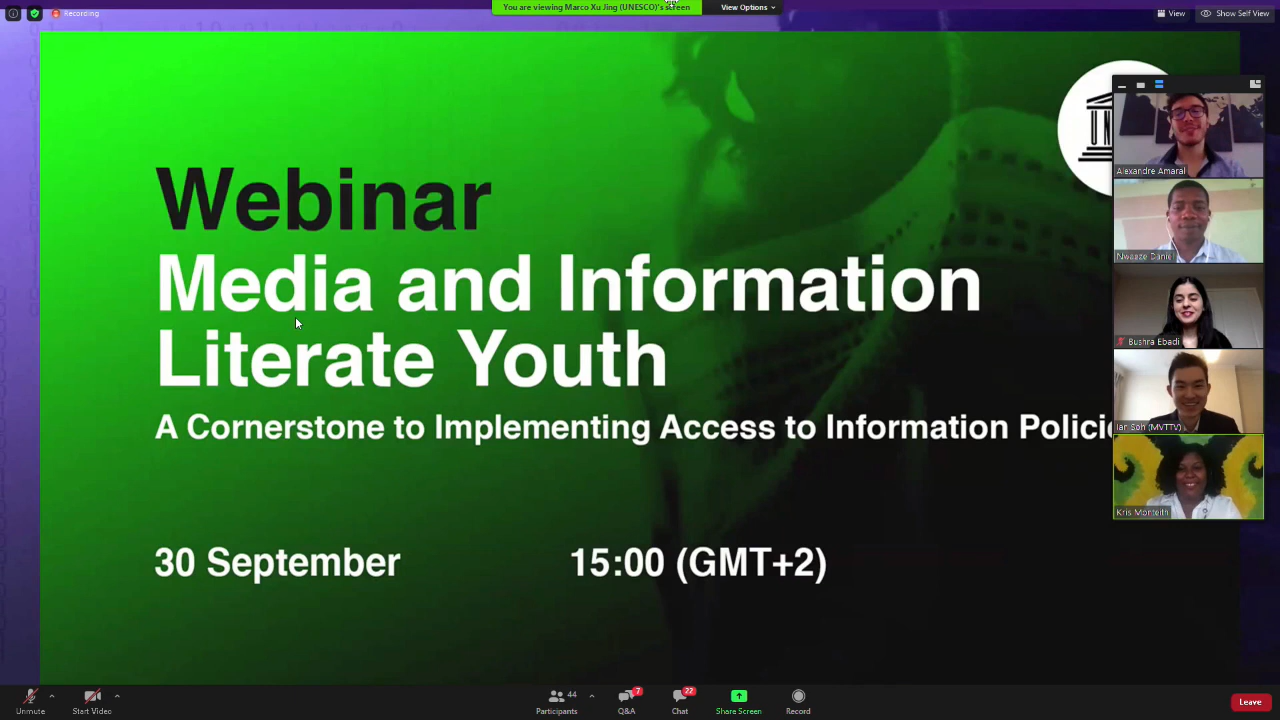 Recording
You are viewing Marco Xu Jing (UNESCO)'s screen
View Options
View
Show Self View
UN
Webinar
Media and Information
Literate Youth
A Cornerstone to Implementing Access to Information
30 September
15:00 (GMT+2)
Alexandre Amaral
Nwaeze Daniel
Bushra Ebadi
Ian Soh (MVTTV)
Kris Monteith
Unmute
Start Video
44
Participants
7
Q&A
22
Chat
Share Screen
Record
Leave